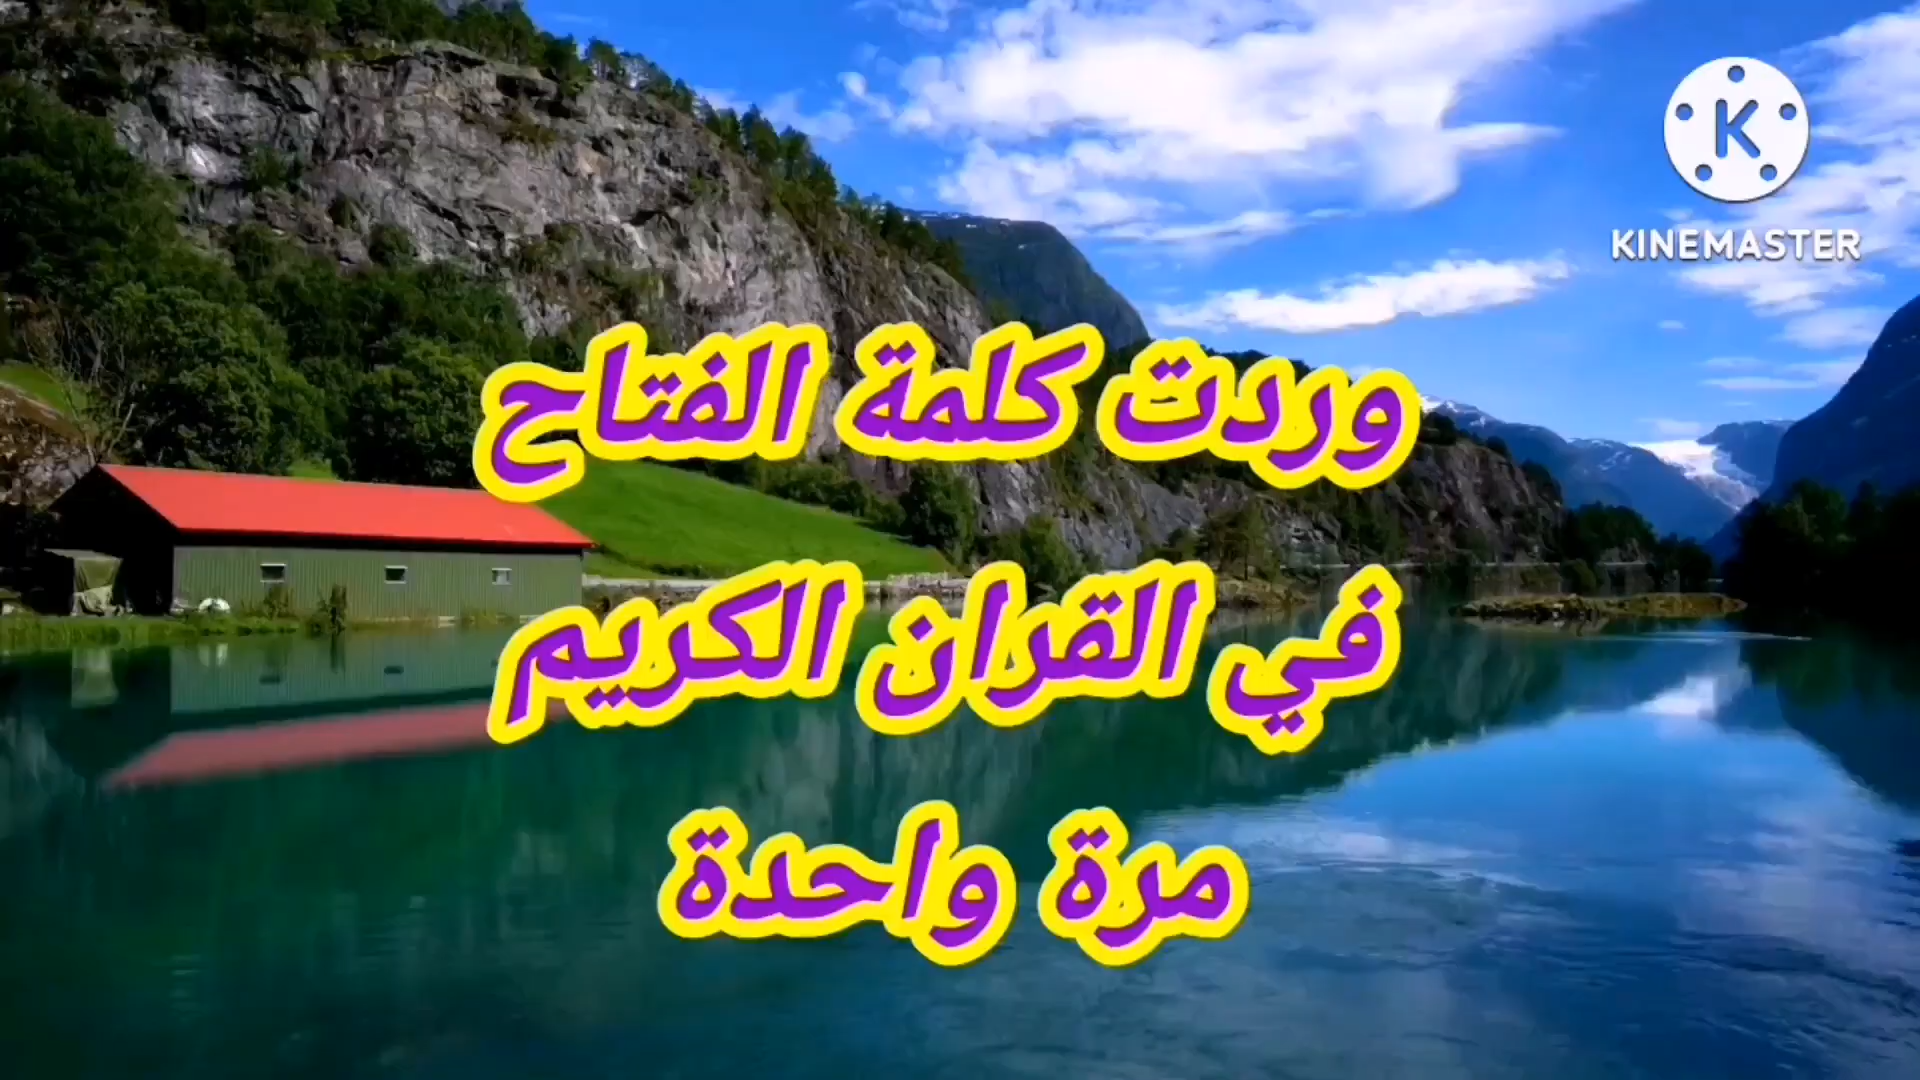 KINEMASTER
وردت كلمة الفتاح
في القران الكريم
مرة واحدة